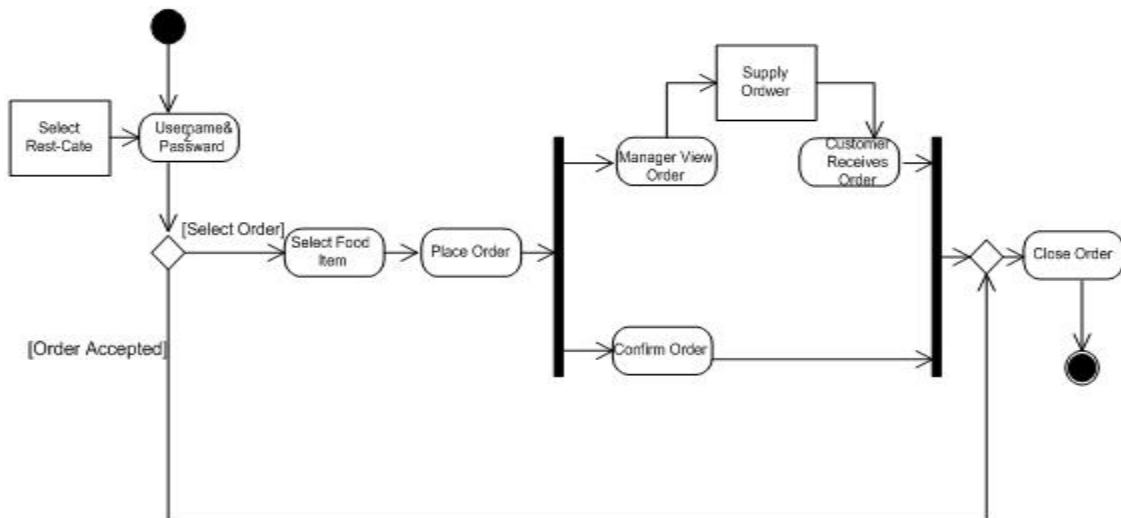 Supply
Ordwer
Select
Rest-Cate
Username&
2
Passward
Manager View
Order
Customer
Receives
Order
[Select Order]
Select Food
Item
Place Order
Close Order
[Order Accepted]
Confirm Order